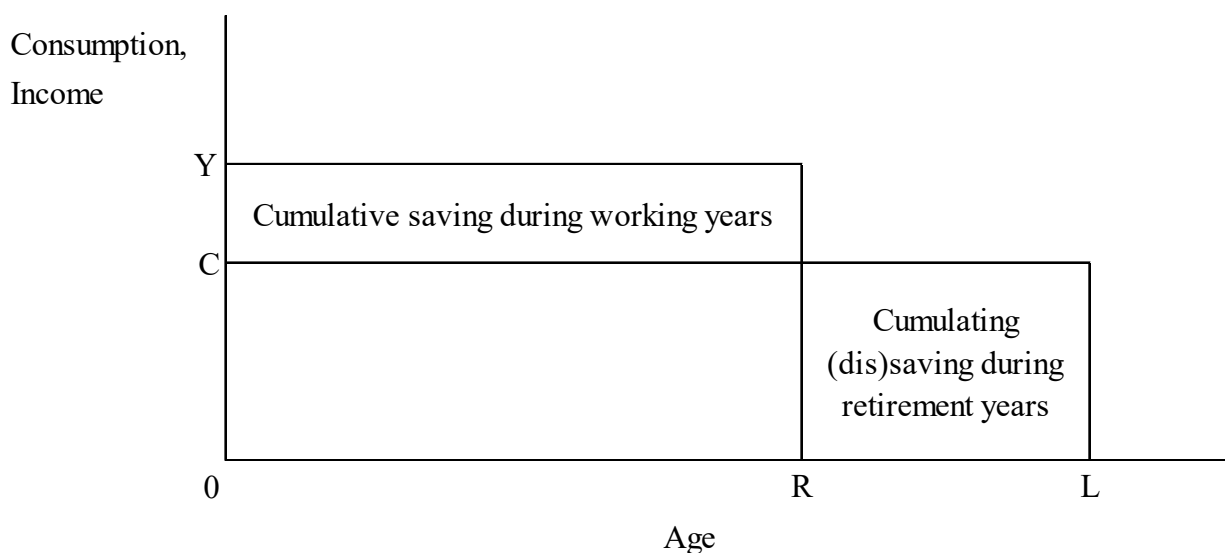 Consumption,
Income
Y
Cumulative saving during working years
C
Cumulating
(dis)saving during
retirement years
0
R
L
Age